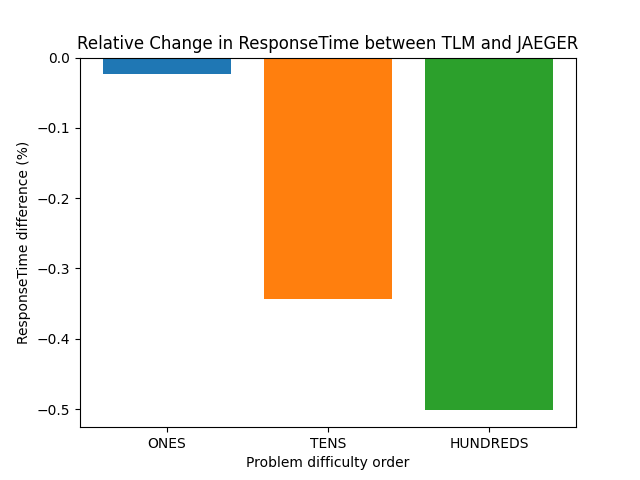 Relative Change in ResponseTime between TLM and JAEGER
0.0
−0.1
−0.2
−0.3
−0.4
−0.5
ResponseTime difference (%)
ONES TENS HUNDREDS
Problem difficulty order